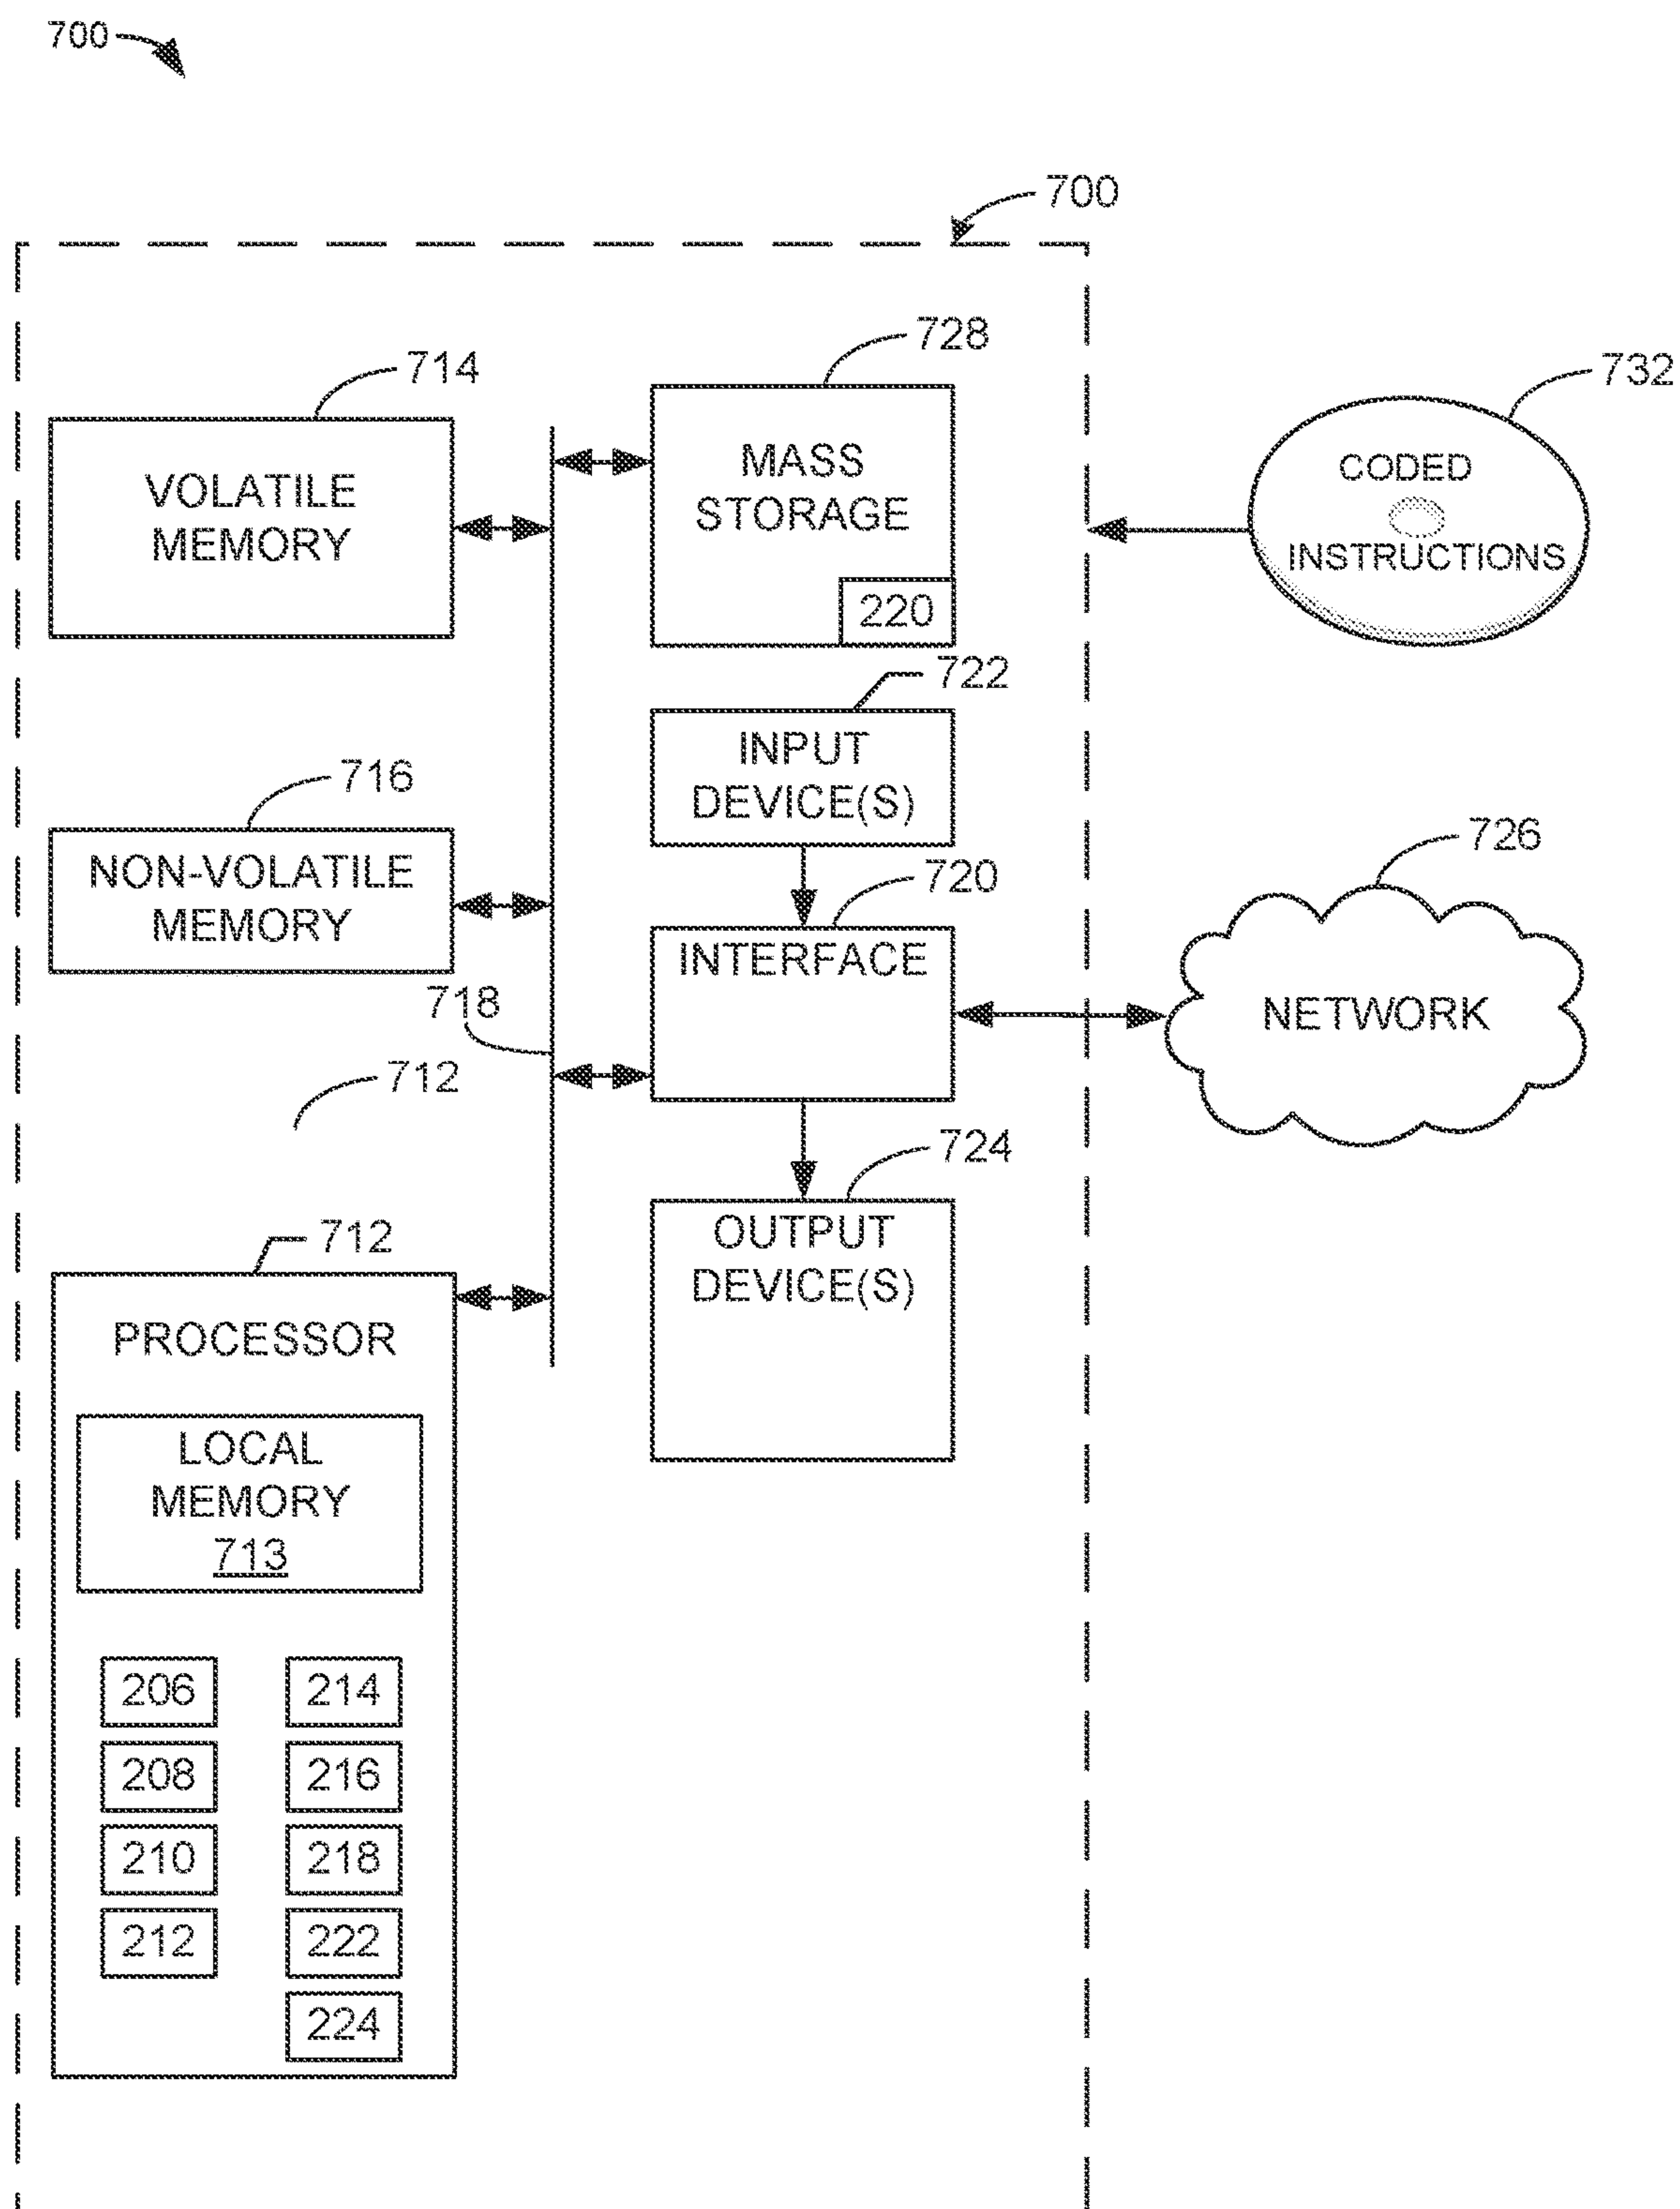 700
700
714
VOLATILE
MEMORY
728
MASS
STORAGE
220
732
CODED
INSTRUCTIONS
722
INPUT
DEVICE(S)
716
NON-VOLATILE
MEMORY
720
INTERFACE
726
NETWORK
718
712
724
OUTPUT
DEVICE(S)
712
PROCESSOR
LOCAL
MEMORY
713
206
214
208
216
210
218
212
222
224